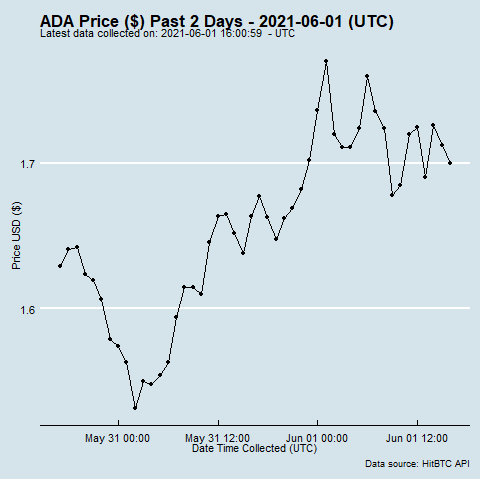 ADA Price ($) Past 2 Days - 2021-06-01 (UTC)
Latest data collected on: 2021-06-01 16:00:59 - UTC
1.7
Price USD ($)
1.6
May 31 00:00 May 31 12:00 Jun 01 00:00 Jun 01 12:00
Date Time Collected (UTC)
Data source: HitBTC API